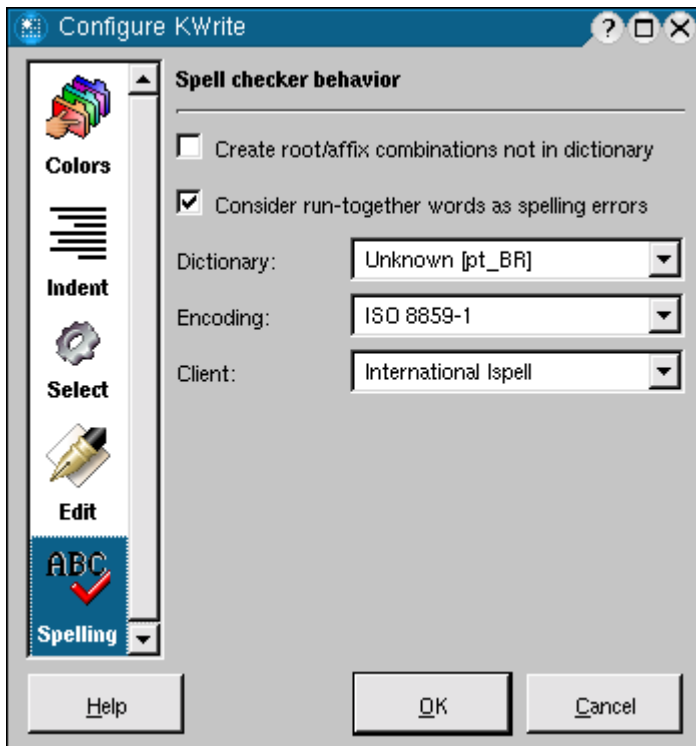 Configure KWrite
Colors
Indent
Select
Edit
ABC
Spelling
Spell checker behavior
Create root/affix combinations not in dictionary
Consider run-together words as spelling errors
Dictionary: Unknown [pt_BR]
Encoding: ISO 8859-1
Client: International Ispell
Help OK Cancel